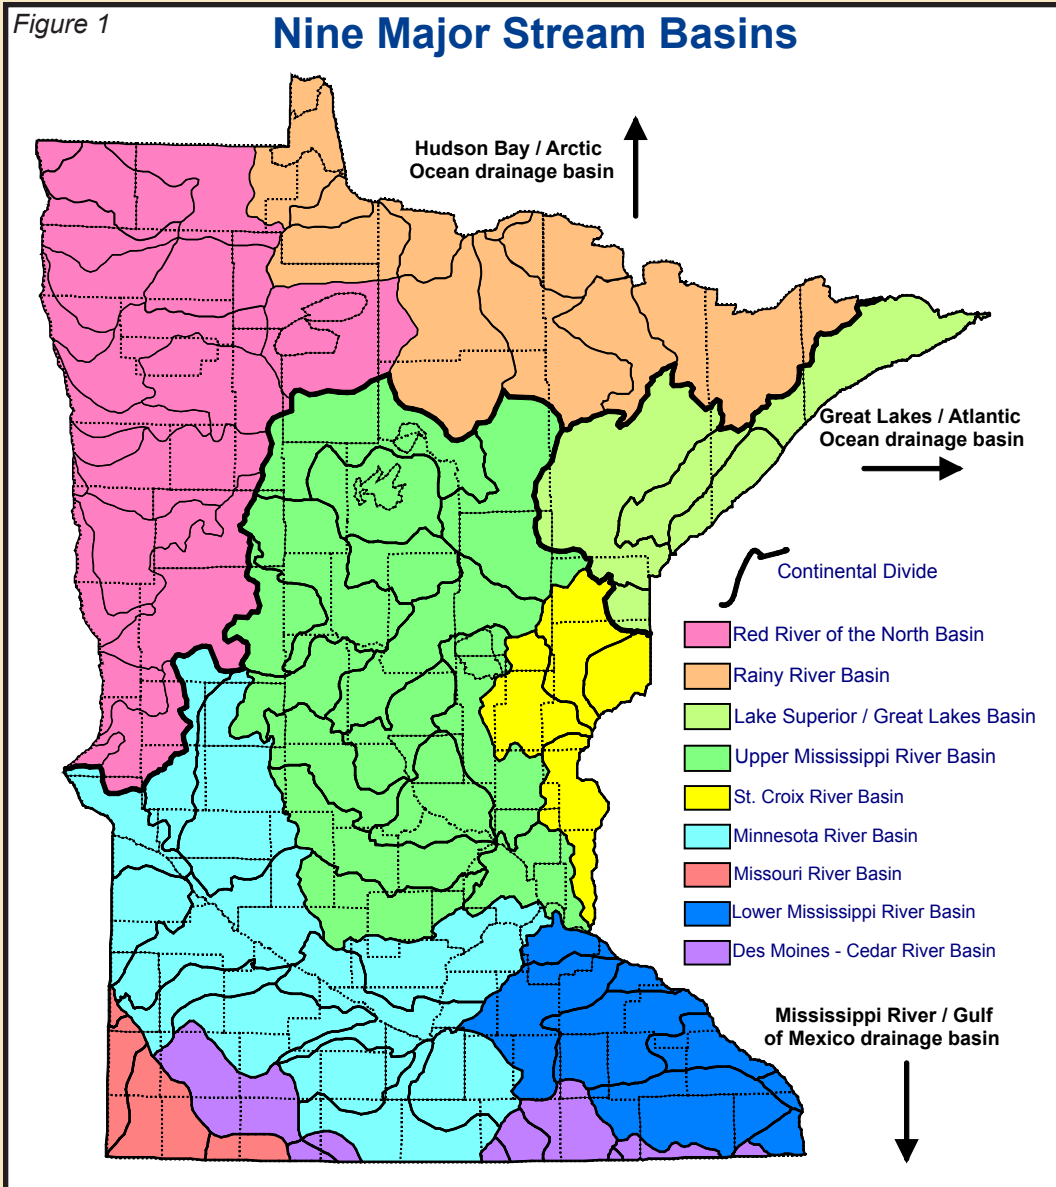 Figure 1
Nine Major Stream Basins
Hudson Bay / Arctic
Ocean drainage basin
Great Lakes / Atlantic
Ocean drainage basin
Continental Divide
Red River of the North Basin
Rainy River Basin
Lake Superior / Great Lakes Basin
Upper Mississippi River Basin
St. Croix River Basin
Minnesota River Basin
Missouri River Basin
Lower Mississippi River Basin
Des Moines - Cedar River Basin
Mississippi River / Gulf
of Mexico drainage basin